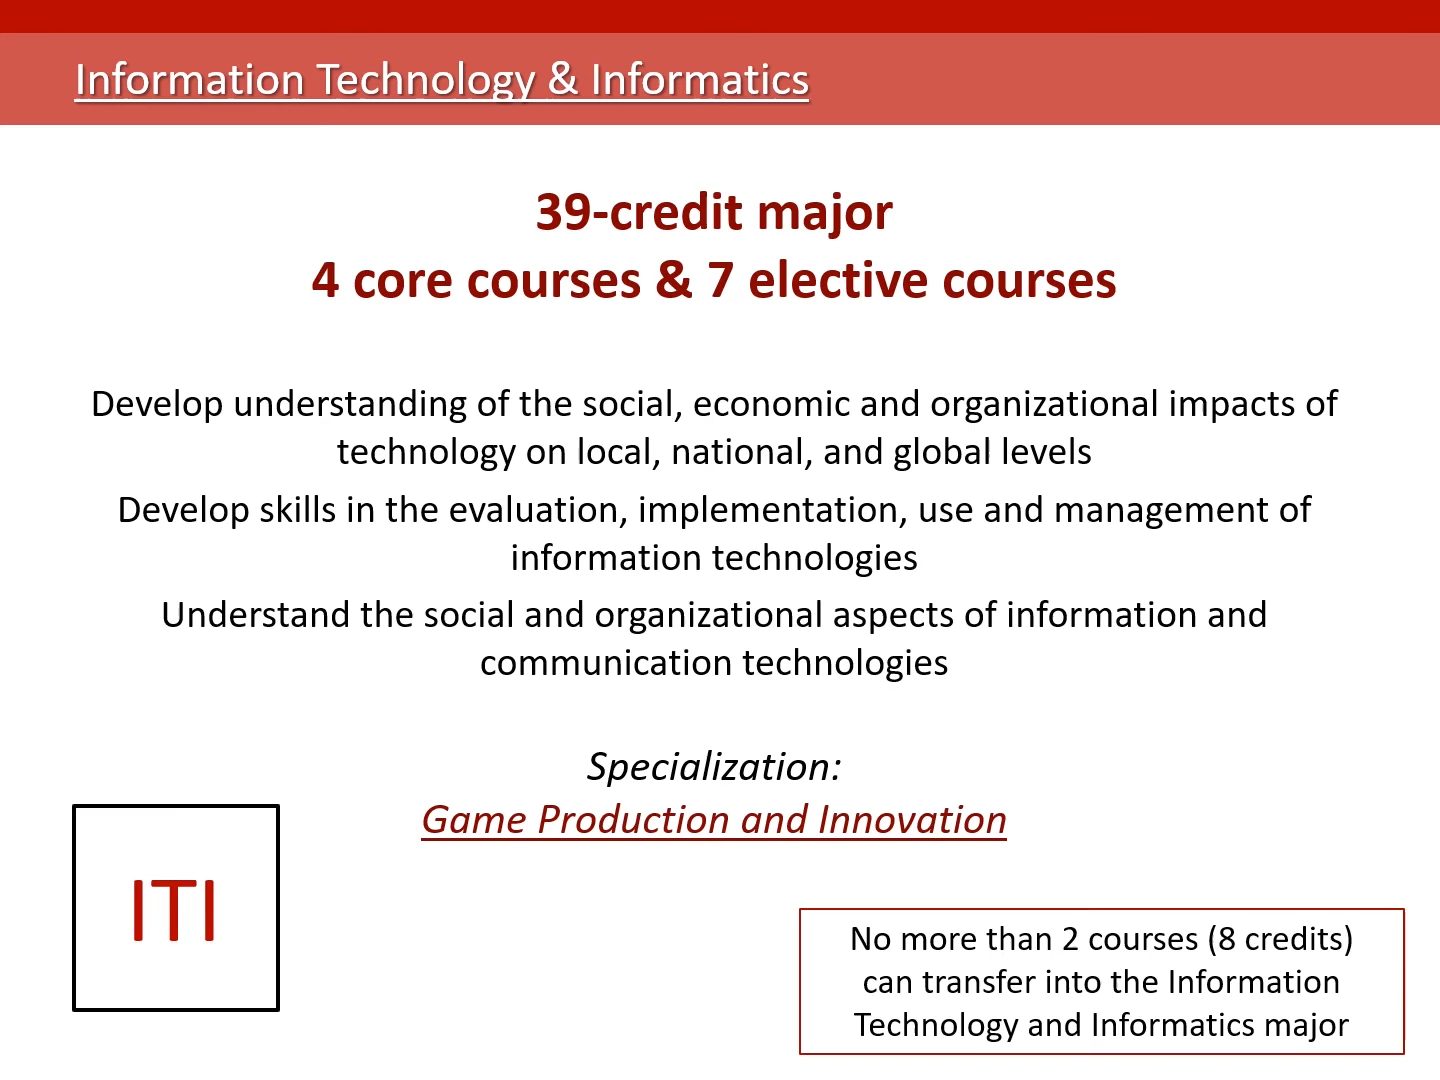 Information Technology & Informatics
39-credit major
4 core courses & 7 elective courses
Develop understanding of the social, economic and organizational impacts of
technology on local, national, and global levels
Develop skills in the evaluation, implementation, use and management of
information technologies
Understand the social and organizational aspects of information and
communication technologies
Specialization:
Game Production and Innovation
ITI
No more than 2 courses (8 credits)
can transfer into the Information
Technology and Informatics major